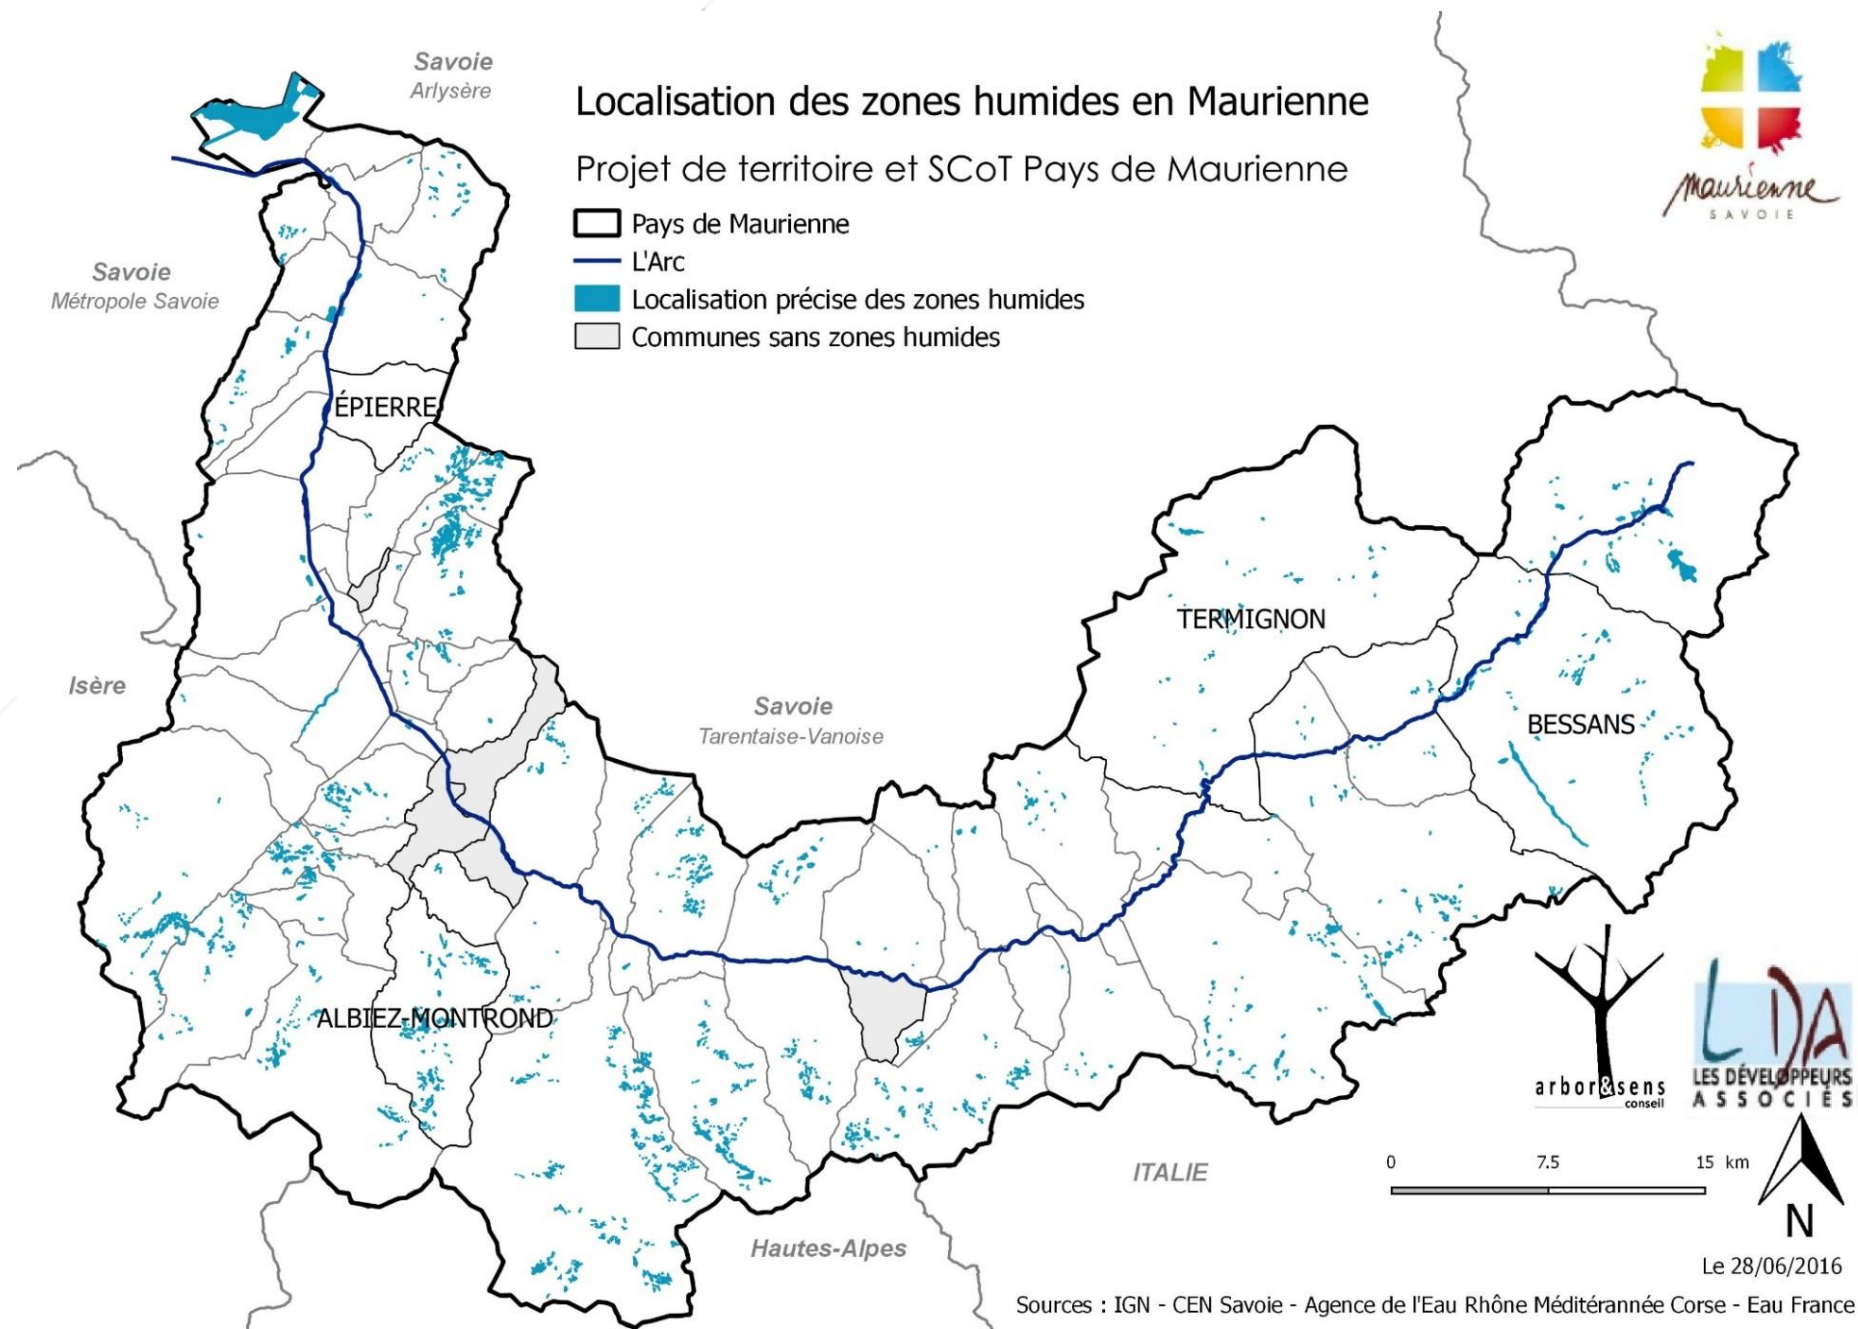 Savoie
Arlysère
Localisation des zones humides en Maurienne
Projet de territoire et SCoT Pays de Maurienne
Pays de Maurienne
L'Arc
Localisation précise des zones humides
Communes sans zones humides
Maurienne
SAVOIE
Savoie
Métropole Savoie
ÉPIERRE
TERMIGNON
Isère
Savoie
Tarentaise-Vanoise
BESSANS
ALBIEZ-MONTROND
arbor&sens
conseil
LDA
LES DÉVELOPPEURS
ASSOCIÉS
ITALIE
0 7.5 15 km
N
Hautes-Alpes
Le 28/06/2016
Sources : IGN - CEN Savoie - Agence de l'Eau Rhône Méditérannée Corse - Eau France